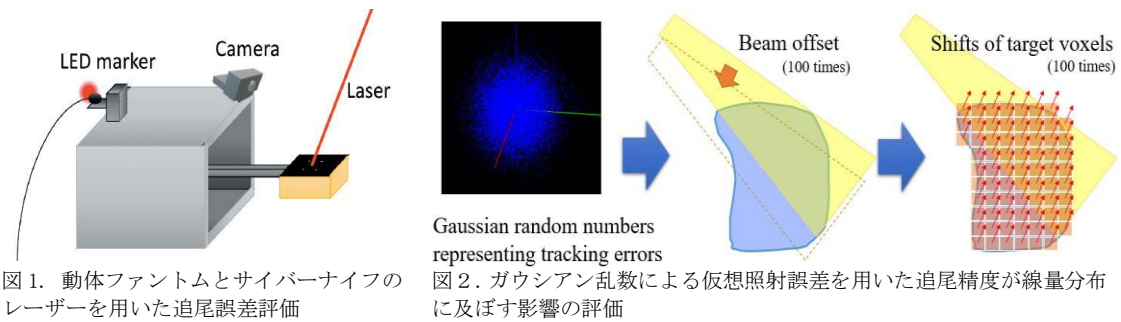 LED marker
Camera
Laser
図1. 動体ファントムとサイバーナイフの
レーザーを用いた追尾誤差評価
Gaussian random numbers
representing tracking errors
Beam offset
(100 times)
Shifts of target voxels
(100 times)
図2. ガウシアン乱数による仮想照射誤差を用いた追尾精度が線量分布
に及ぼす影響の評価